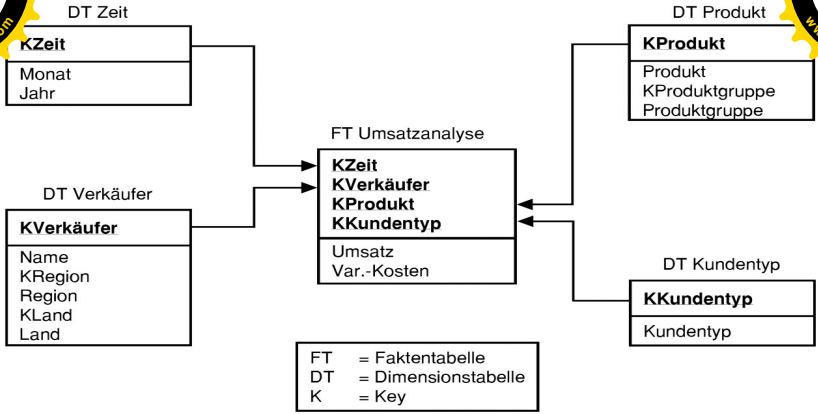 DT Zeit
KZeit
Monat
Jahr
DT Produkt
KProdukt
Produkt
KProduktgruppe
Produktgruppe
FT Umsatzanalyse
KZeit
KVerkäufer
KProdukt
KKundentyp
Umsatz
Var.-Kosten
DT Verkäufer
KVerkäufer
Name
KRegion
Region
KLand
Land
DT Kundentyp
KKundentyp
Kundentyp
FT = Faktentabelle
DT = Dimensionstabelle
K = Key